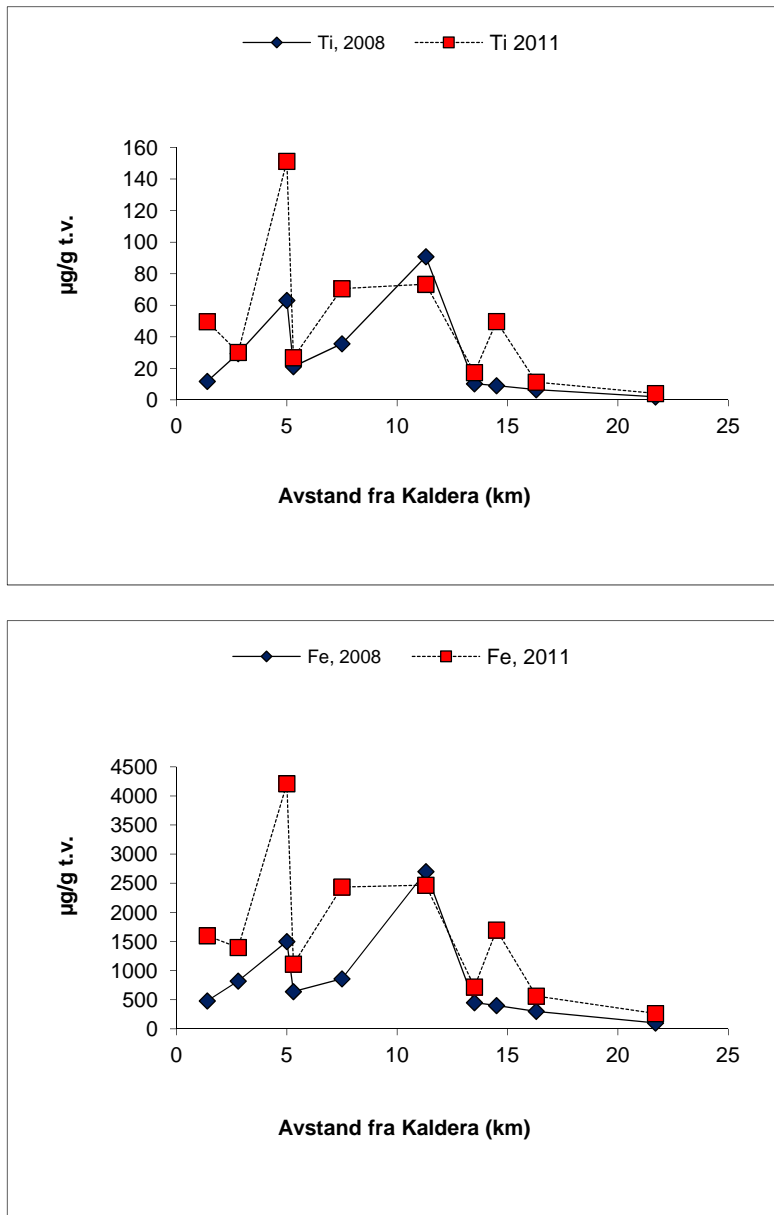 Ti, 2008 Ti 2011
µg/g t.v.
160
140
120
100
80
60
40
20
0
0 5 10 15 20 25
Avstand fra Kaldera (km)
Fe, 2008 Fe, 2011
µg/g t.v.
4500
4000
3500
3000
2500
2000
1500
1000
500
0
0 5 10 15 20 25
Avstand fra Kaldera (km)